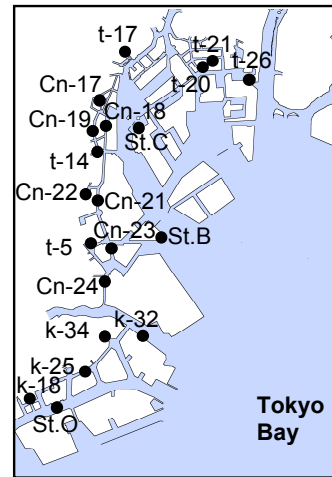 t-17
t-21
t-26
t-20
Cn-17
Cn-18
Cn-19
St.C
t-14
Cn-22
Cn-21
Cn-23
St.B
t-5
Cn-24
k-34
k-32
k-25
k-18
St.O
Tokyo
Bay